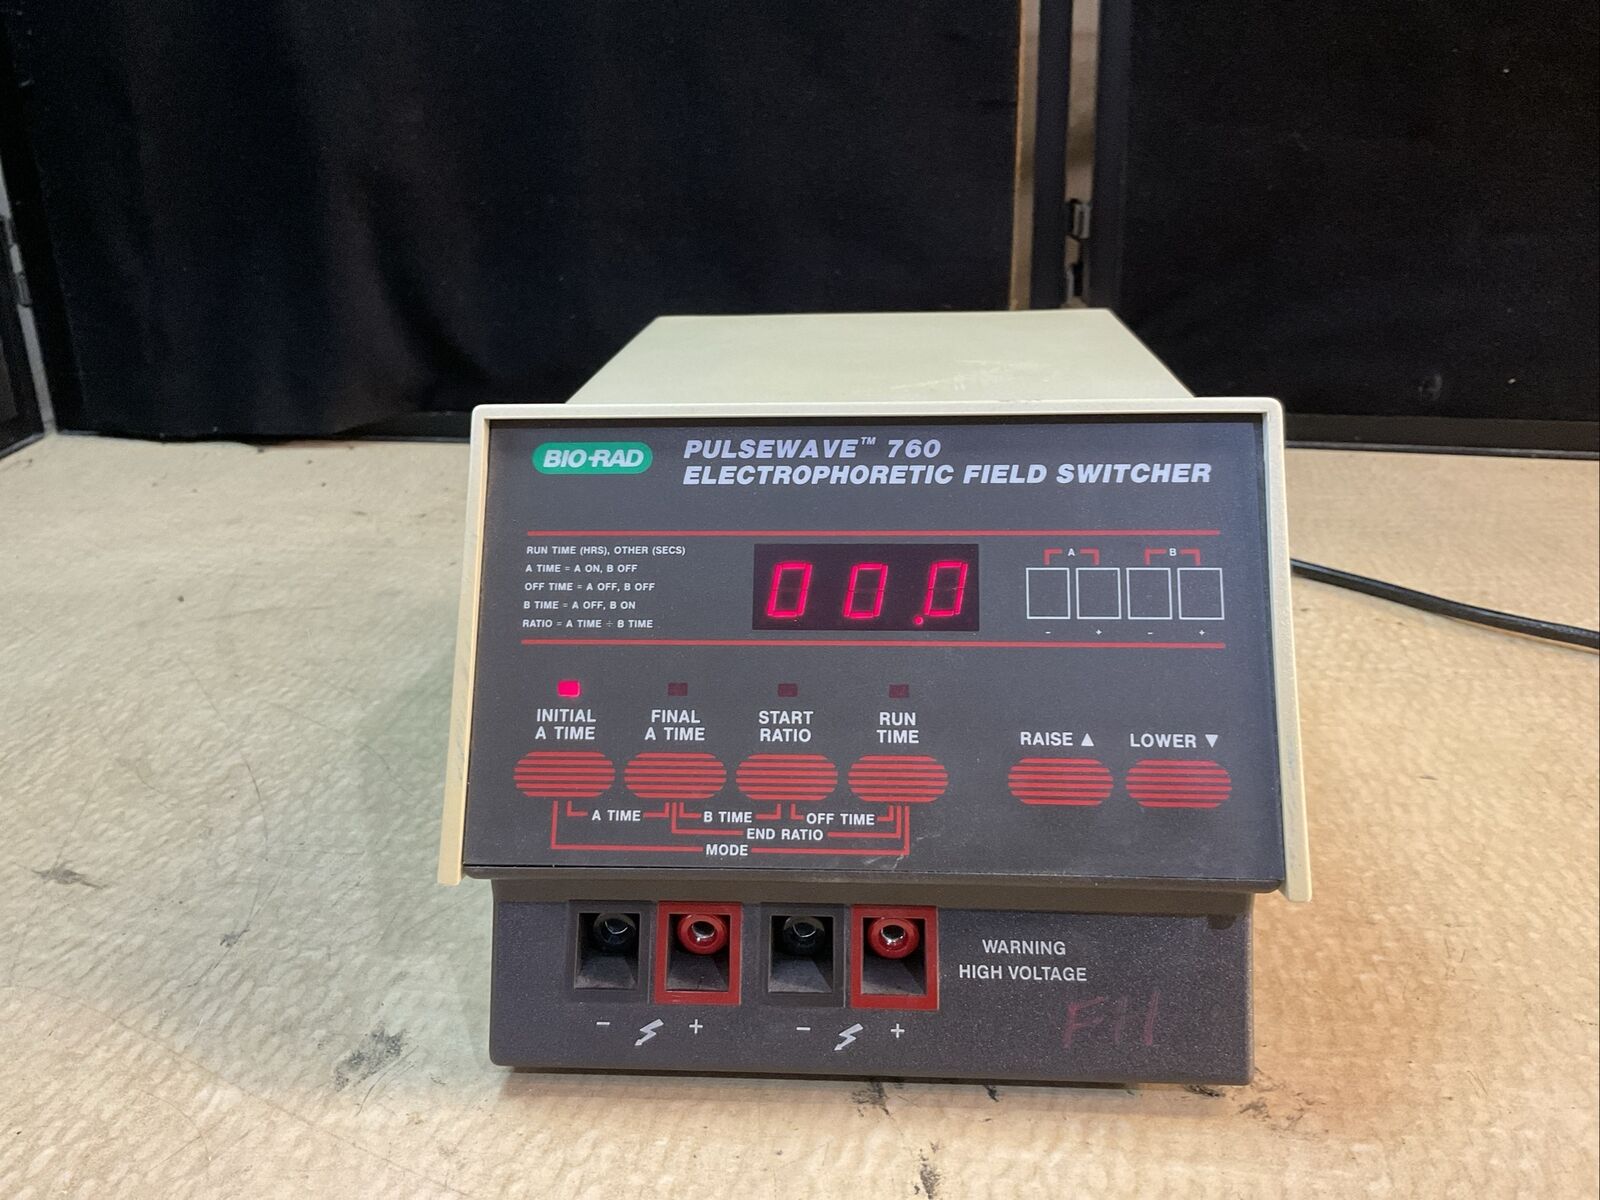 BIO-RAD
PULSEWAVE™ 760
ELECTROPHORETIC FIELD SWITCHER
RUN TIME (HRS), OTHER (SECS)
A TIME = A ON, B OFF
OFF TIME = A OFF, B OFF
B TIME = A OFF, B ON
RATIO = A TIME ÷ B TIME
00.0
A B
- + - +
INITIAL
A TIME
FINAL
A TIME
START
RATIO
RUN
TIME
RAISE ▲
LOWER ▼
A TIME
B TIME
OFF TIME
END RATIO
MODE
WARNING
HIGH VOLTAGE
- + - +